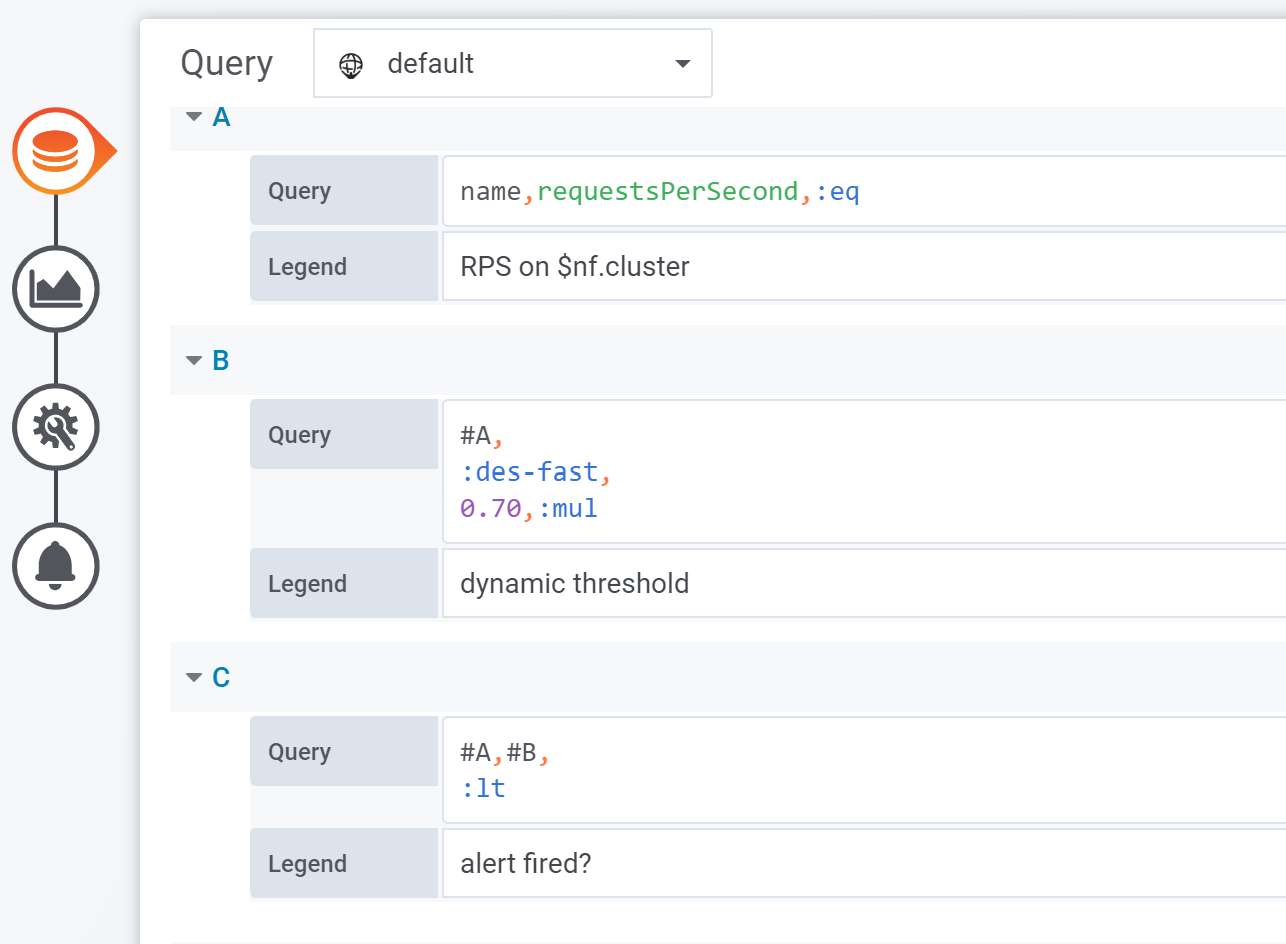 Query default
A
Query name,requestsPerSecond,:eq
Legend RPS on $nf.cluster
B
Query #A,
:des-fast,
0.70,:mul
Legend dynamic threshold
C
Query #A,#B,
:lt
Legend alert fired?